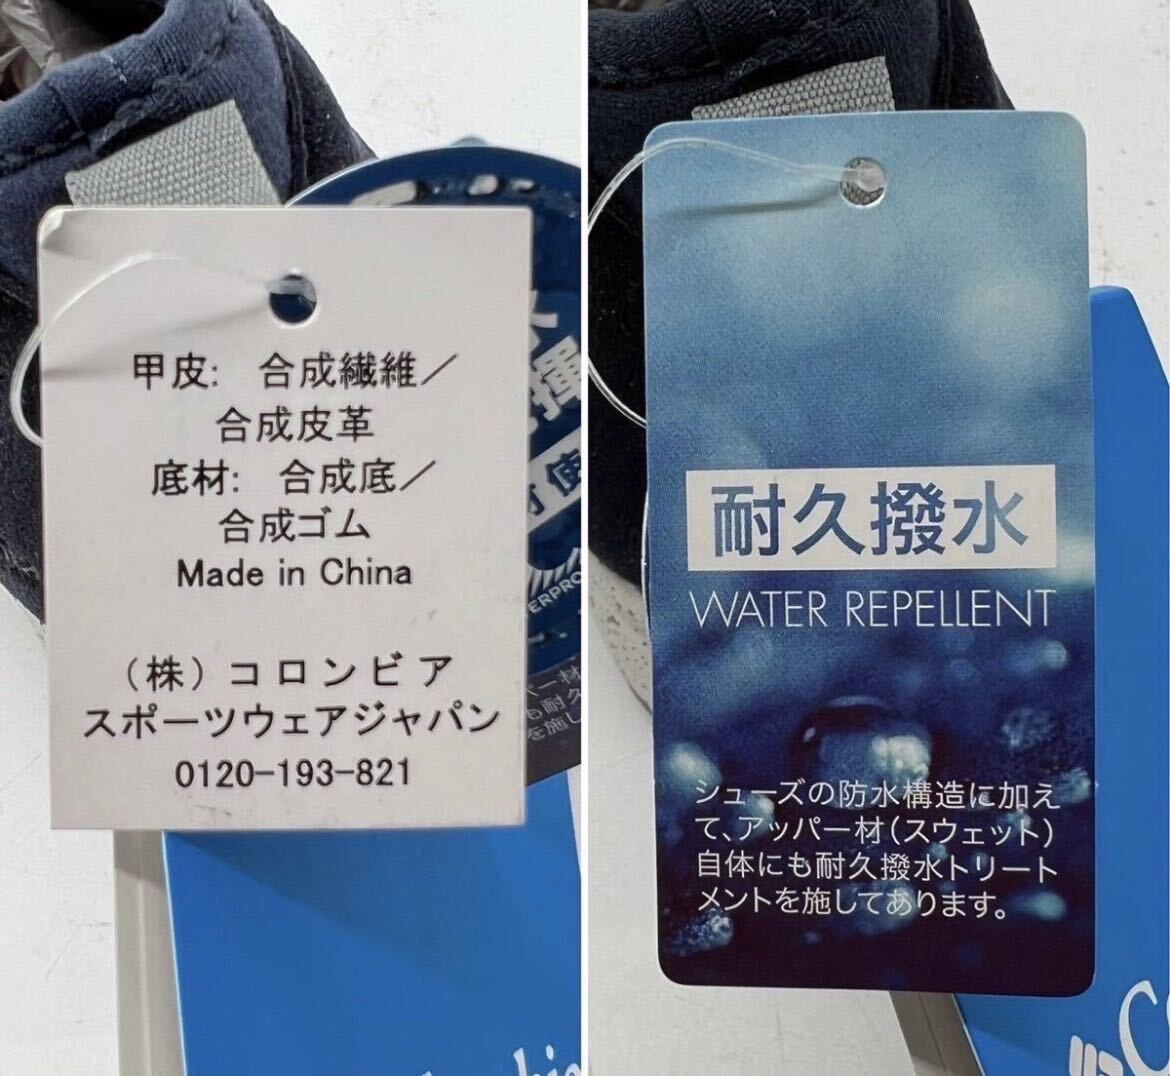 甲皮: 合成繊維／
合成皮革
底材: 合成底／
合成ゴム
Made in China
(株) コロンビア
スポーツウェアジャパン
0120-193-821
耐久撥水
WATER REPELLENT
シューズの防水構造に加え
て、アッパー材(スウェット)
自体にも耐久撥水トリート
メントを施してあります。